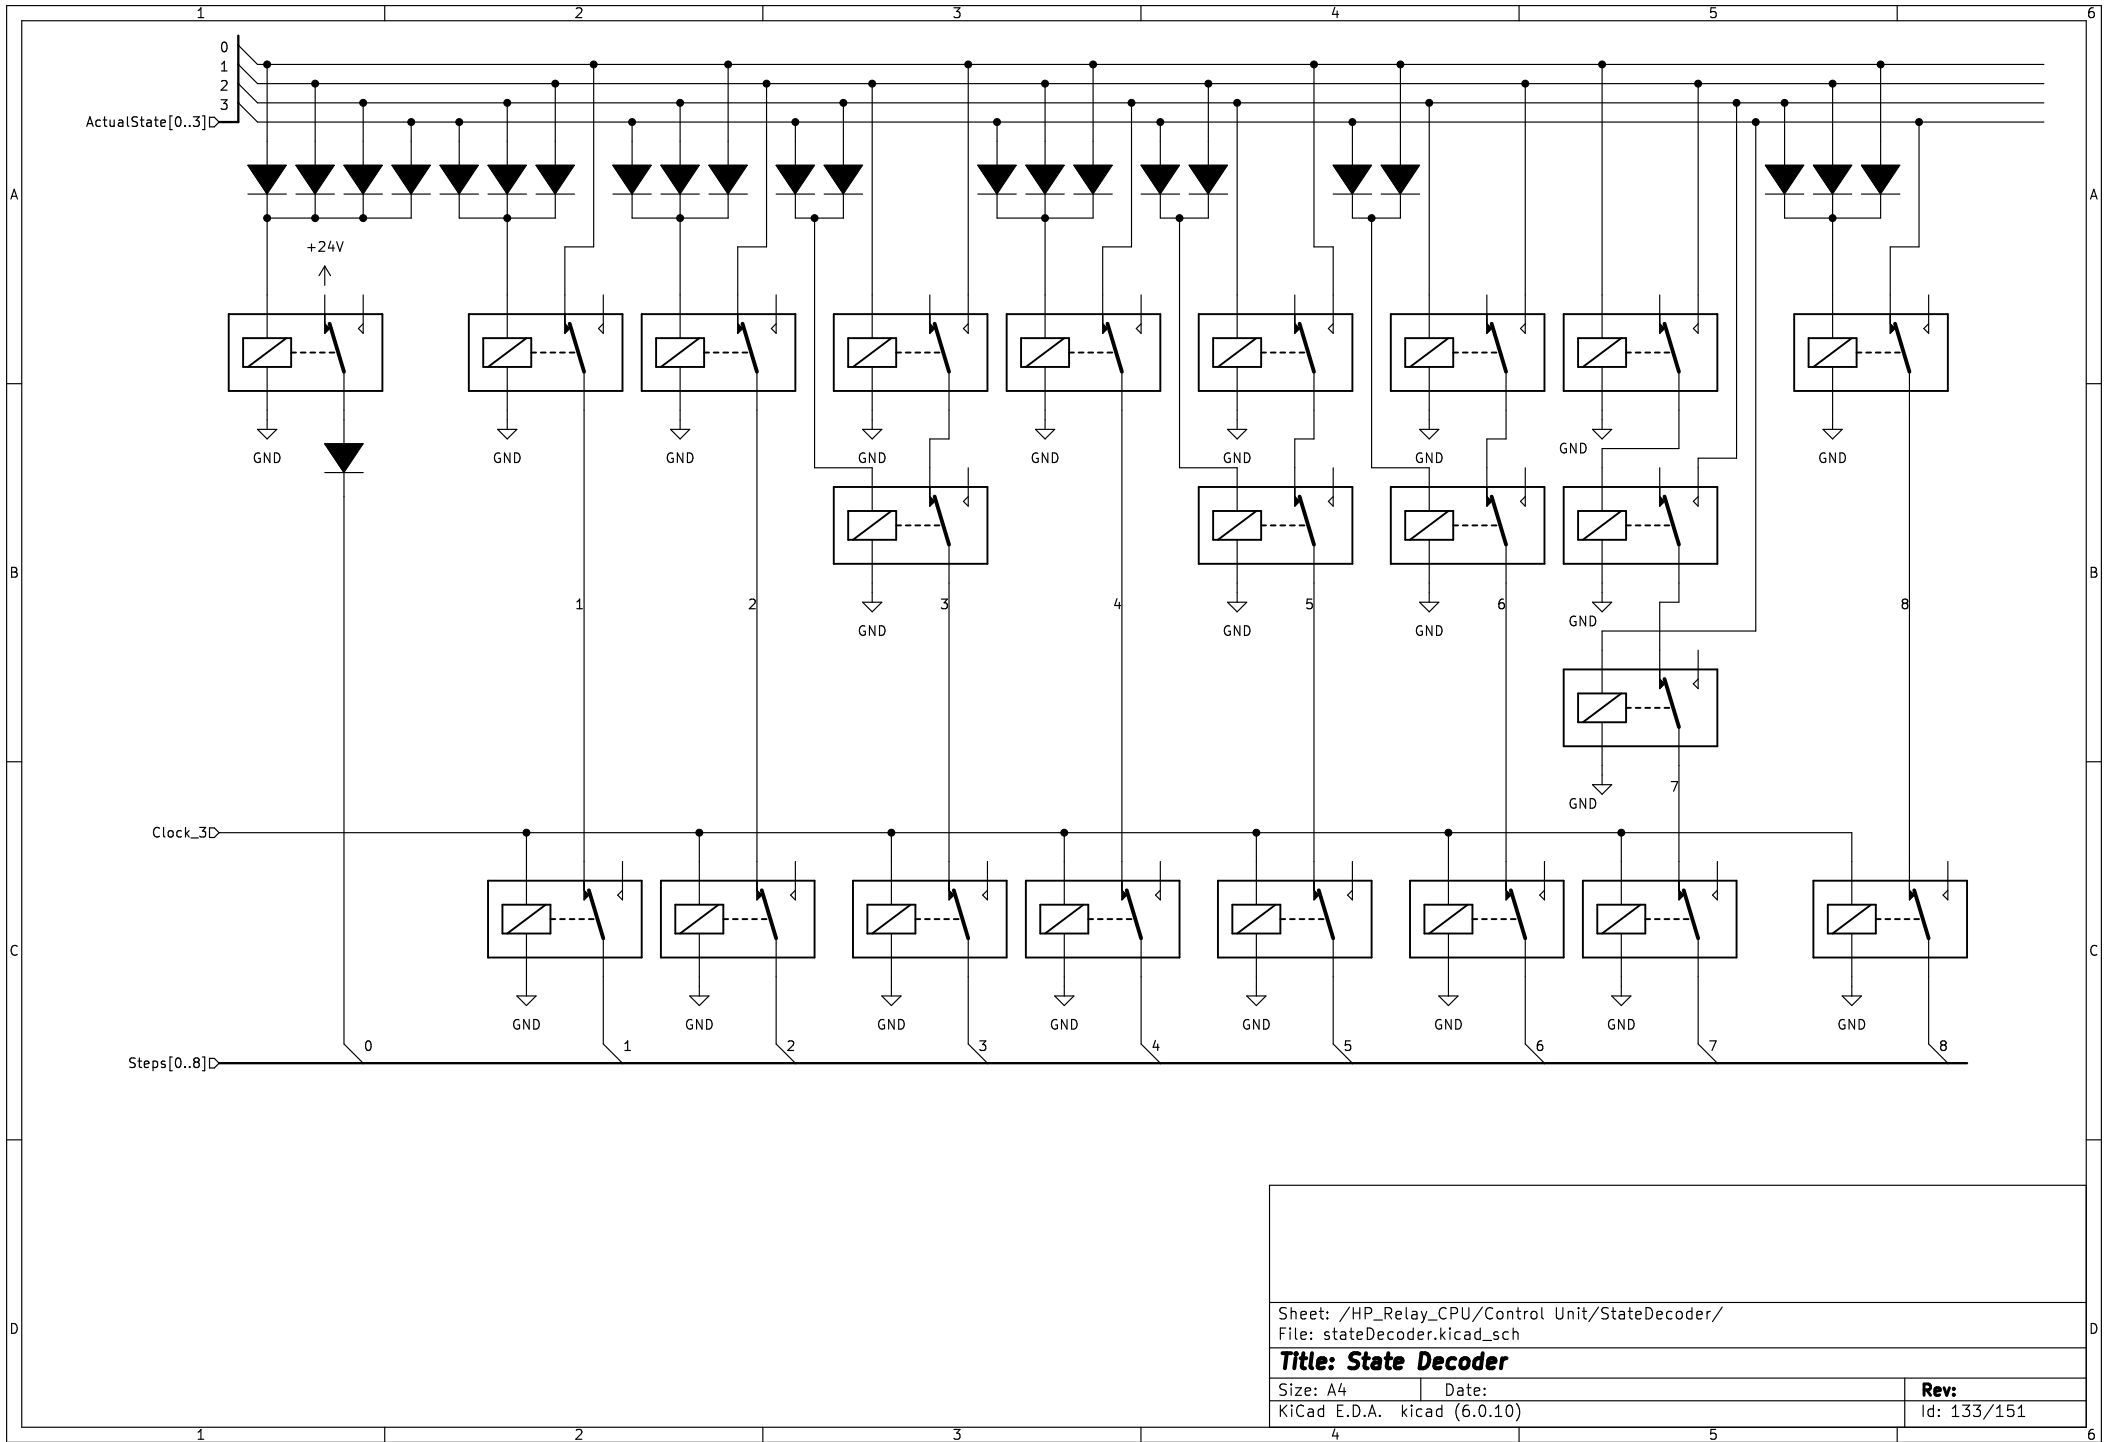 1 2 3 4 5 6
0
1
2
3
ActualState[0..3]
A A
+24V
GND GND GND GND GND GND GND GND GND
B B
1 2 3 4 5 6 8
GND GND GND GND
7
GND
Clock_3
C C
GND GND GND GND GND GND GND GND
0 1 2 3 4 5 6 7 8
Steps[0..8]
Sheet: /HP_Relay_CPU/Control Unit/StateDecoder/
D D
File: stateDecoder.kicad_sch
Title: State Decoder
Size: A4 Date: Rev:
KiCad E.D.A. kicad (6.0.10) Id: 133/151
1 2 3 4 5 6